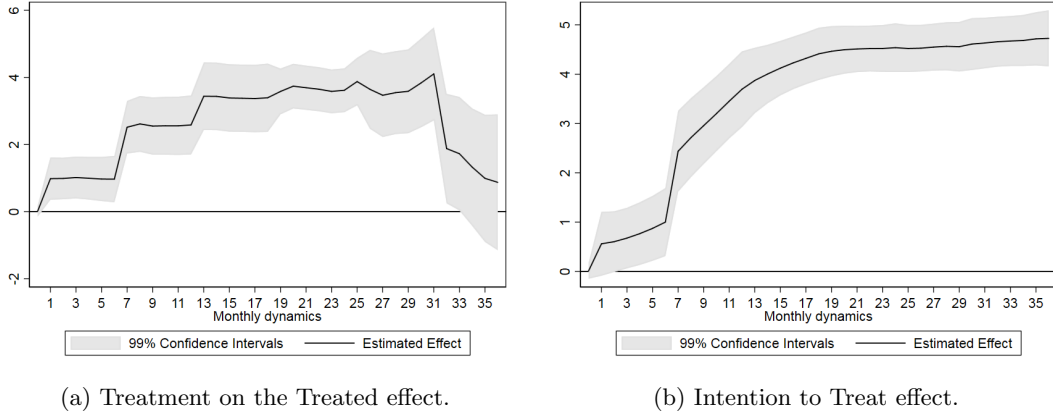 6
4
2
0
-2
1 3 5 7 9 11 13 15 17 19 21 23 25 27 29 31 33 35
Monthly dynamics
99% Confidence Intervals Estimated Effect
(a) Treatment on the Treated effect.
5
4
3
2
1
0
1 3 5 7 9 11 13 15 17 19 21 23 25 27 29 31 33 35
Monthly dynamics
99% Confidence Intervals Estimated Effect
(b) Intention to Treat effect.